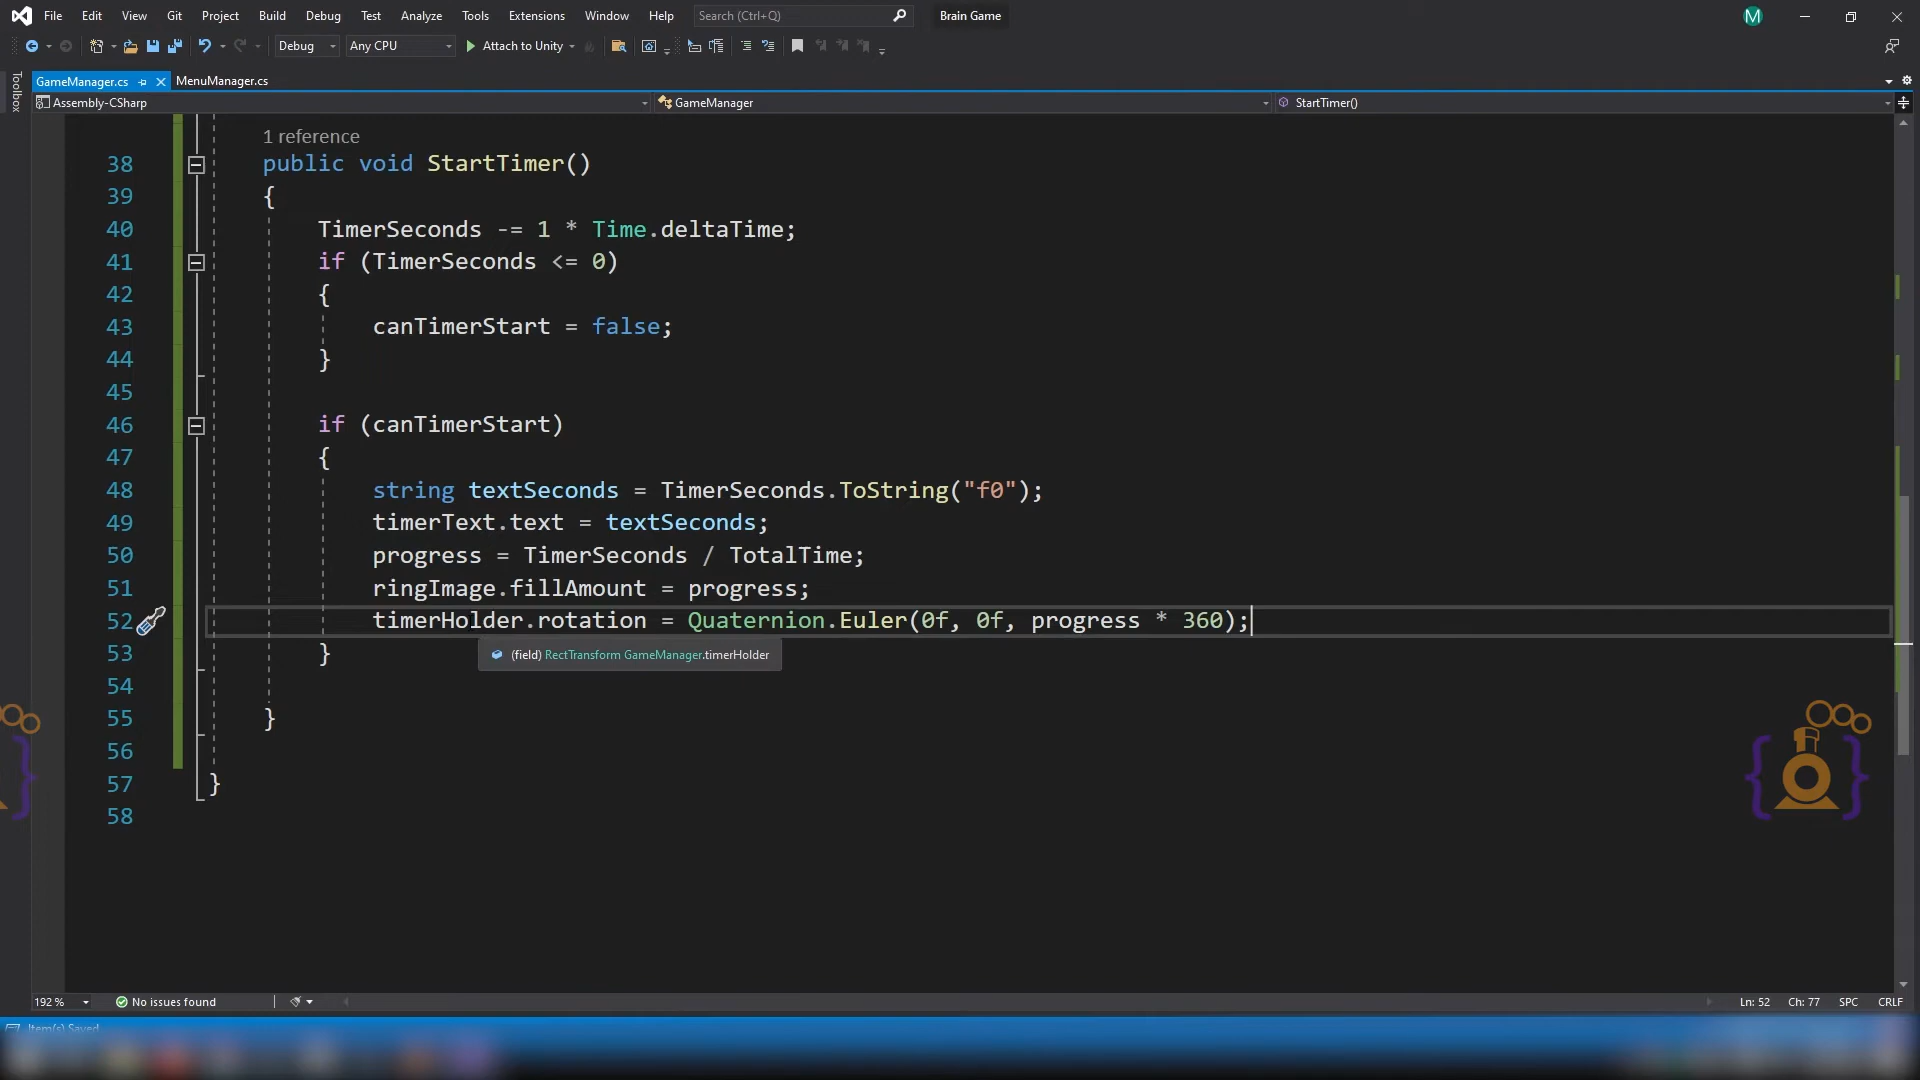 File Edit View Git Project Build Debug Test Analyze Tools Extensions Window Help Search (Ctrl+Q) Brain Game M
Debug Any CPU Attach to Unity
Toolbox
GameManager.cs MenuManager.cs
Assembly-CSharp GameManager StartTimer()
1 reference
38 public void StartTimer()
39 {
40 TimerSeconds -= 1 * Time.deltaTime;
41 if (TimerSeconds <= 0)
42 {
43 canTimerStart = false;
44 }
45
46 if (canTimerStart)
47 {
48 string textSeconds = TimerSeconds.ToString("f0");
49 timerText.text = textSeconds;
50 progress = TimerSeconds / TotalTime;
51 ringImage.fillAmount = progress;
52 timerHolder.rotation = Quaternion.Euler(0f, 0f, progress * 360);
53 }
(field) RectTransform GameManager.timerHolder
54
55 }
56
57 }
58
192 % No issues found Ln: 52 Ch: 77 SPC CRLF
Item(s) Saved